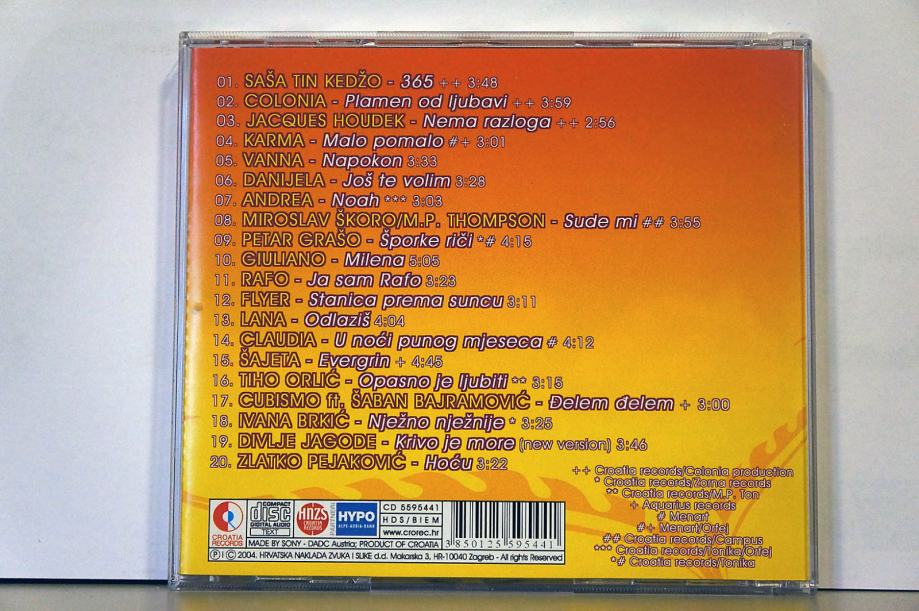 01. SAŠA TIN KEDŽO - 365 ++ 3:48
02. COLONIA - Plamen od ljubavi ++ 3:59
03. JACQUES HOUDEK - Nema razloga ++ 2:56
04. KARMA - Malo pomalo #+ 3:01
05. VANNA - Napokon 3:33
06. DANIJELA - Još te volim 3:28
07. ANDREA - Noah *** 3:03
08. MIROSLAV ŠKORO/M.P. THOMPSON - Sude mi ## 3:55
09. PETAR GRAŠO - Šporke riči *# 4:15
10. GIULIANO - Milena 5:05
11. RAFO - Ja sam Rafo 3:23
12. FLYER - Stanica prema suncu 3:11
13. LANA - Odlaziš 4:04
14. CLAUDIA - U noći punog mjeseca # 4:12
15. ŠAJETA - Evergrin + 4:45
16. TIHO ORLIĆ - Opasno je ljubiti ** 3:15
17. CUBISMO ft. ŠABAN BAJRAMOVIĆ - Đelem đelem + 3:00
18. IVANA BRKIĆ - Nježno nježnije * 3:25
19. DIVLJE JAGODE - Krivo je more (new version) 3:46
20. ZLATKO PEJAKOVIĆ - Hoću 3:22
++ Croatia records/Colonia production
* Croatia records/Zorna records
** Croatia records/M.P. Ton
+ Aquarius records
# Menart
#+ Menart/Orfej
## Croatia records/Campus
*** Croatia records/Tonika/Orfej
*# Croatia records/Tonika
CROATIA RECORDS
COMPACT disc DIGITAL AUDIO TEXT
HNZS CROATIA RECORDS
HYPO ALPE-ADRIA-BANK
CD 5595441
HDS/BIEM
www.crorec.hr
3 850125 595441
MADE BY SONY - DADC Austria; PRODUCT OF CROATIA
Ⓟ I Ⓒ 2004. HRVATSKA NAKLADA ZVUKA I SLIKE d.d. Makarska 3, HR-10040 Zagreb - All rights Reserved